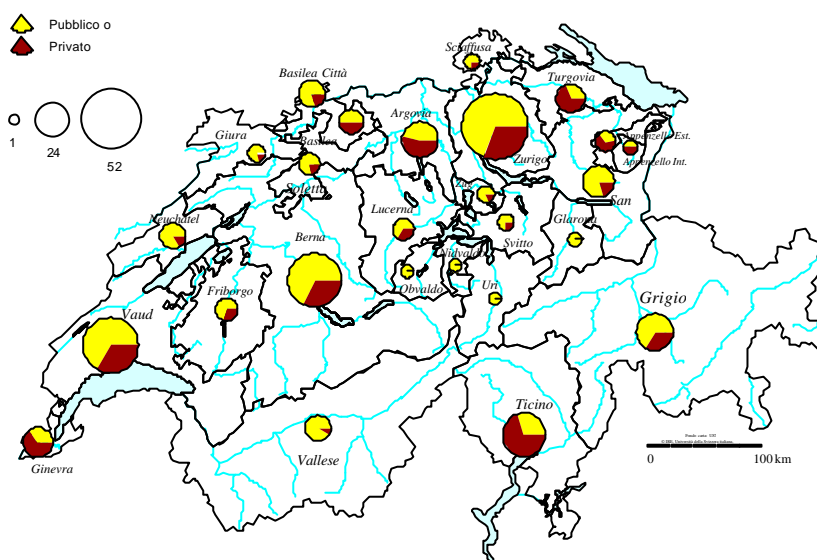 Pubblico o
Privato
1
24
52
Sciaffusa
Basilea Città
Turgovia
Argovia
Giura
Basilea
Appenzello Est.
Zurigo
Appenzello Int.
Soletta
Zug
San
Neuchâtel
Lucerna
Glarona
Berna
Svitto
Nidvaldo
Obvaldo
Uri
Friborgo
Vaud
Grigio
Ticino
Vallese
Ginevra
0
100 km